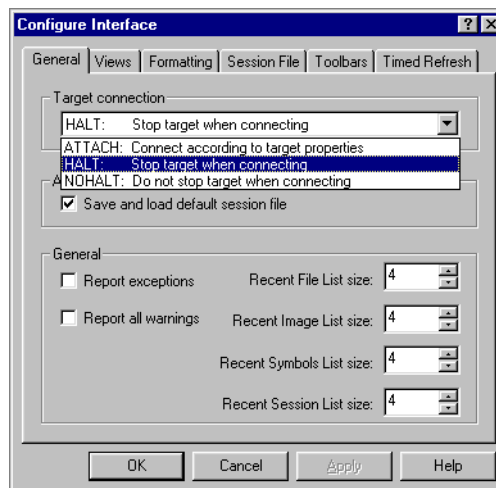 Configure Interface
General Views Formatting Session File Toolbars Timed Refresh
Target connection
HALT: Stop target when connecting
ATTACH: Connect according to target properties
HALT: Stop target when connecting
NOHALT: Do not stop target when connecting
Save and load default session file
General
Report exceptions Recent File List size: 4
Report all warnings Recent Image List size: 4
Recent Symbols List size: 4
Recent Session List size: 4
OK Cancel Apply Help